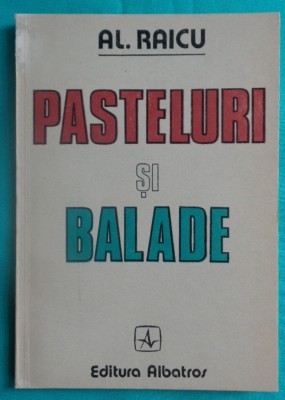 AL. RAICU
PASTELURI
ȘI
BALADE
Editura Albatros